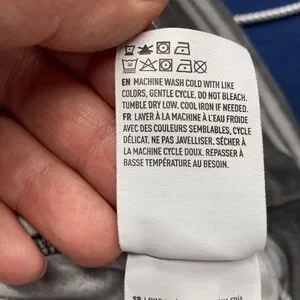 EN MACHINE WASH COLD WITH LIKE
COLORS, GENTLE CYCLE. DO NOT BLEACH.
TUMBLE DRY LOW. COOL IRON IF NEEDED.
FR LAVER À LA MACHINE À L'EAU FROIDE
AVEC DES COULEURS SEMBLABLES, CYCLE
DÉLICAT. NE PAS JAVELLISER. SÉCHER À
LA MACHINE CYCLE DOUX. REPASSER À
BASSE TEMPÉRATURE AU BESOIN.